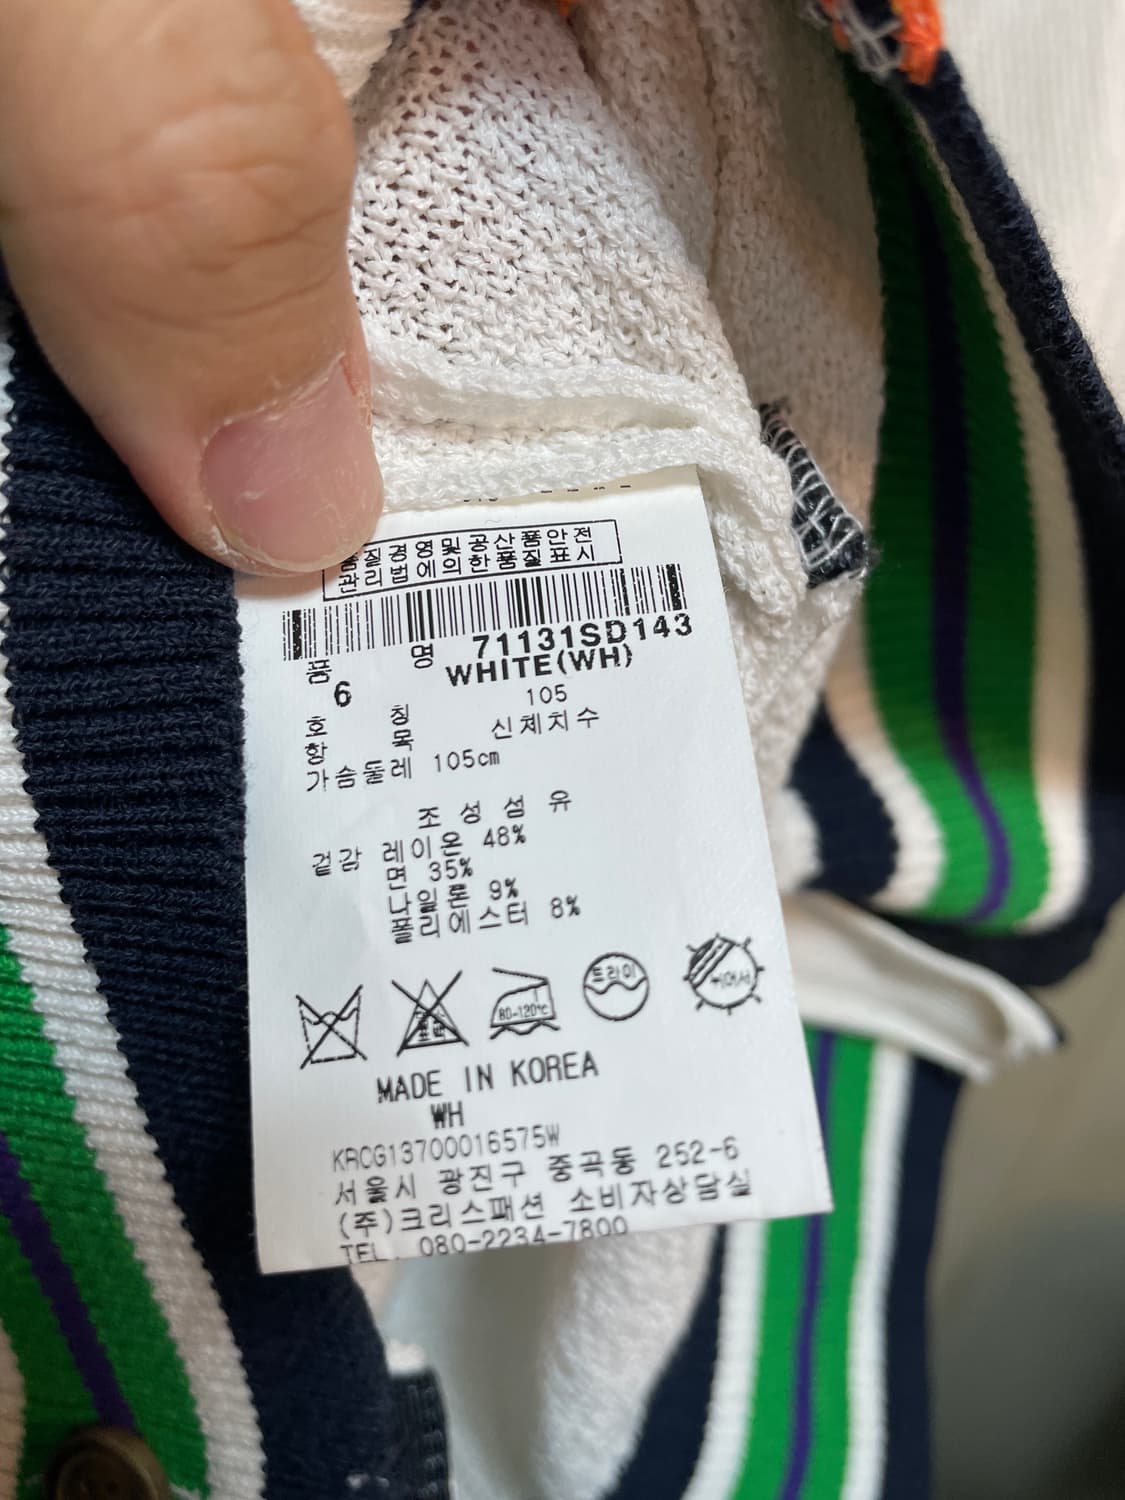 질경영및공산품안전
관리법에의한품질표시
품 명 71131SD143
6 WHITE(WH)
호 칭 105
항 목 신체치수
가슴둘레 105cm
조성섬유
겉감 레이온 48%
면 35%
나일론 9%
폴리에스터 8%
80-120℃
드라이
뉘어서
MADE IN KOREA
WH
KRCG13700016575W
서울시 광진구 중곡동 252-6
(주)크리스패션 소비자상담실
TEL. 080-2234-7800